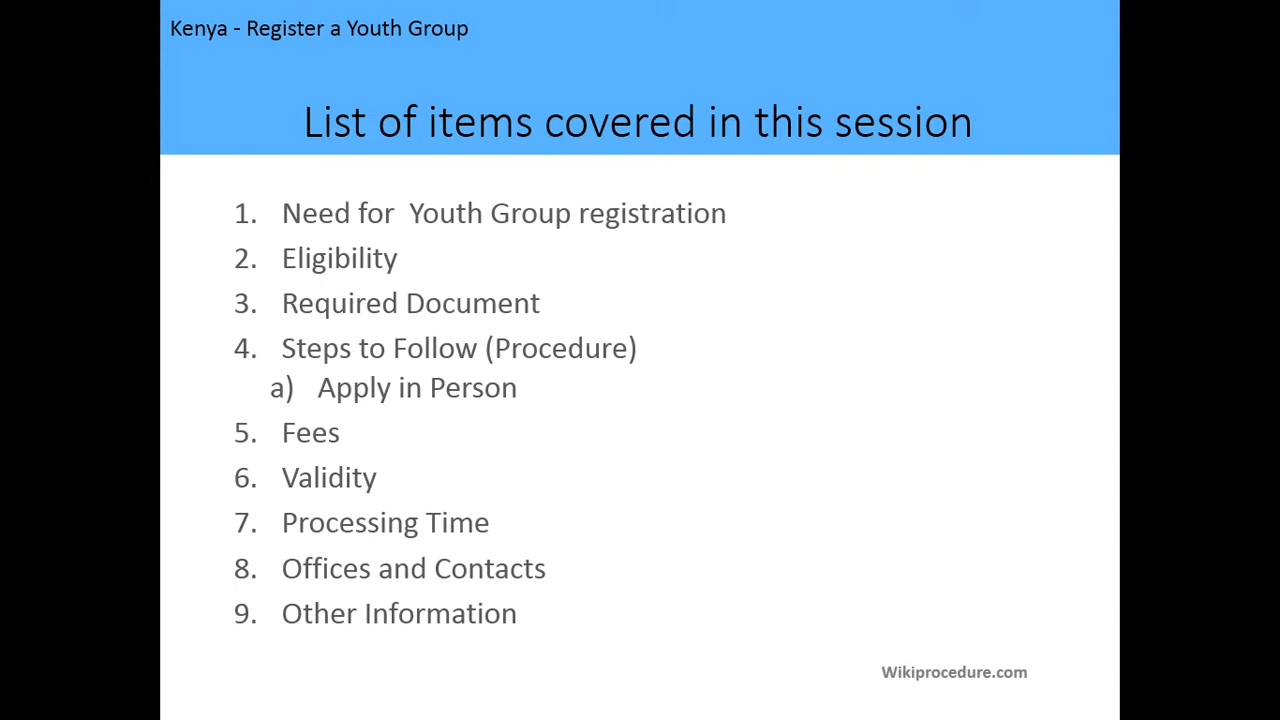 Kenya - Register a Youth Group
List of items covered in this session
1. Need for Youth Group registration
2. Eligibility
3. Required Document
4. Steps to Follow (Procedure)
a) Apply in Person
5. Fees
6. Validity
7. Processing Time
8. Offices and Contacts
9. Other Information
Wikiprocedure.com